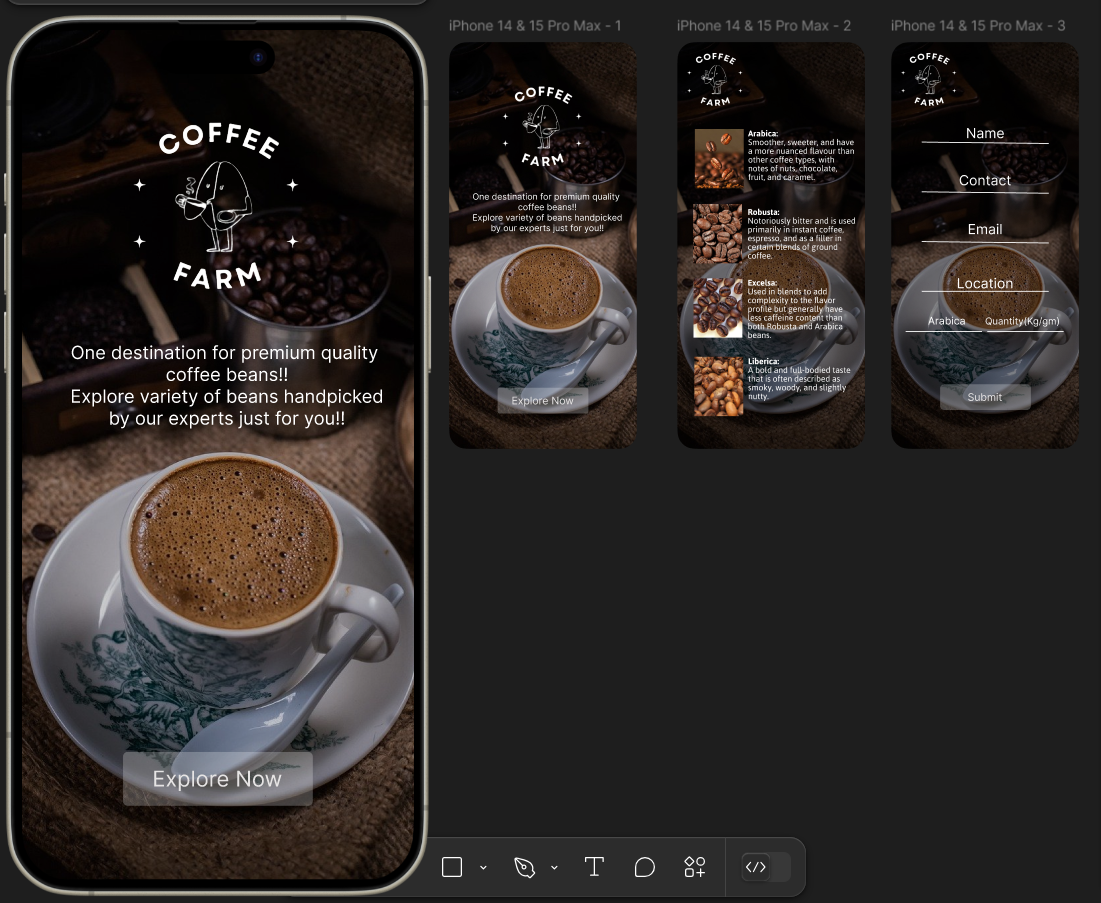 COFFEE
FARM
One destination for premium quality
coffee beans!!
Explore variety of beans handpicked
by our experts just for you!!
Explore Now
iPhone 14 & 15 Pro Max - 1
COFFEE
FARM
One destination for premium quality
coffee beans!!
Explore variety of beans handpicked
by our experts just for you!!
Explore Now
iPhone 14 & 15 Pro Max - 2
COFFEE
FARM
Arabica:
Smoother, sweeter, and have
a more nuanced flavour than
other coffee types, with
notes of nuts, chocolate,
fruit, and caramel.
Robusta:
Notoriously bitter and is used
primarily in instant coffee,
espresso, and as a filler in
certain blends of ground
coffee.
Excelsa:
Used in blends to add
complexity to the flavor
profile but generally have
less caffeine content than
both Robusta and Arabica
beans.
Liberica:
A bold and full-bodied taste
that is often described as
smoky, woody, and slightly
nutty.
iPhone 14 & 15 Pro Max - 3
COFFEE
FARM
Name
Contact
Email
Location
Arabica Quantity(Kg/gm)
Submit